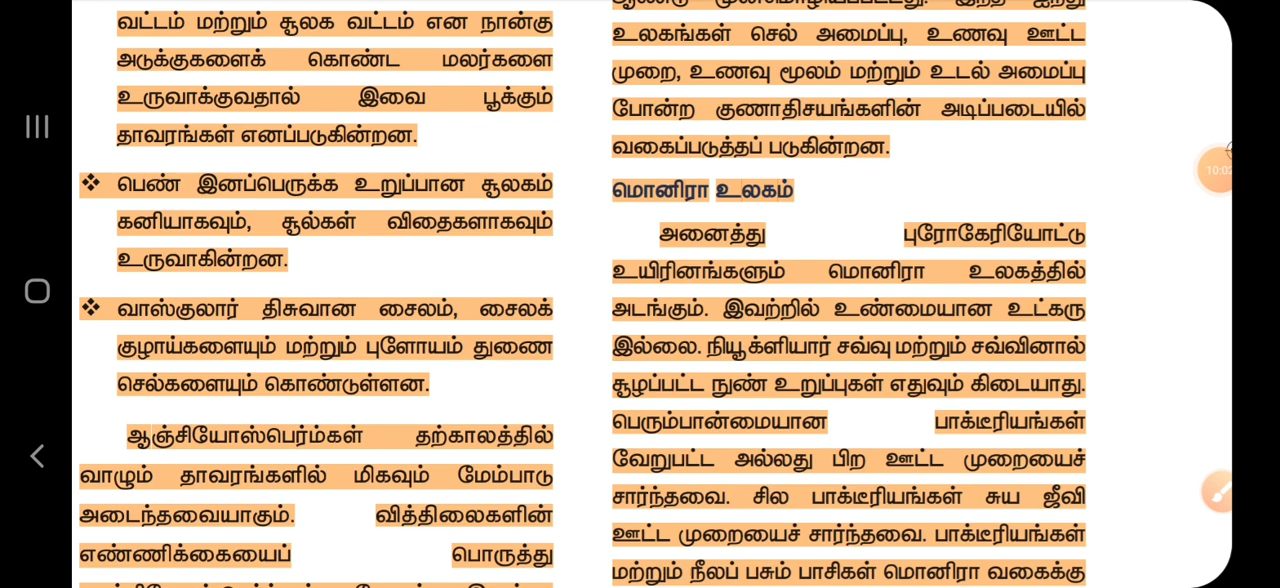 வட்டம் மற்றும் சூலக வட்டம் என நான்கு
அடுக்குகளைக் கொண்ட மலர்களை
உருவாக்குவதால் இவை பூக்கும்
தாவரங்கள் எனப்படுகின்றன.
❖ பெண் இனப்பெருக்க உறுப்பான சூலகம்
கனியாகவும், சூல்கள் விதைகளாகவும்
உருவாகின்றன.
❖ வாஸ்குலார் திசுவான சைலம், சைலக்
குழாய்களையும் மற்றும் புளோயம் துணை
செல்களையும் கொண்டுள்ளன.
ஆஞ்சியோஸ்பெர்ம்கள் தற்காலத்தில்
வாழும் தாவரங்களில் மிகவும் மேம்பாடு
அடைந்தவையாகும். வித்திலைகளின்
எண்ணிக்கையைப் பொருத்து
உலகங்கள் செல் அமைப்பு, உணவு ஊட்ட
முறை, உணவு மூலம் மற்றும் உடல் அமைப்பு
போன்ற குணாதிசயங்களின் அடிப்படையில்
வகைப்படுத்தப் படுகின்றன.
மொனிரா உலகம்
அனைத்து புரோகேரியோட்டு
உயிரினங்களும் மொனிரா உலகத்தில்
அடங்கும். இவற்றில் உண்மையான உட்கரு
இல்லை. நியூக்ளியார் சவ்வு மற்றும் சவ்வினால்
சூழப்பட்ட நுண் உறுப்புகள் எதுவும் கிடையாது.
பெரும்பான்மையான பாக்டீரியங்கள்
வேறுபட்ட அல்லது பிற ஊட்ட முறையைச்
சார்ந்தவை. சில பாக்டீரியங்கள் சுய ஜீவி
ஊட்ட முறையைச் சார்ந்தவை. பாக்டீரியங்கள்
மற்றும் நீலப் பசும் பாசிகள் மொனிரா வகைக்கு
10:02